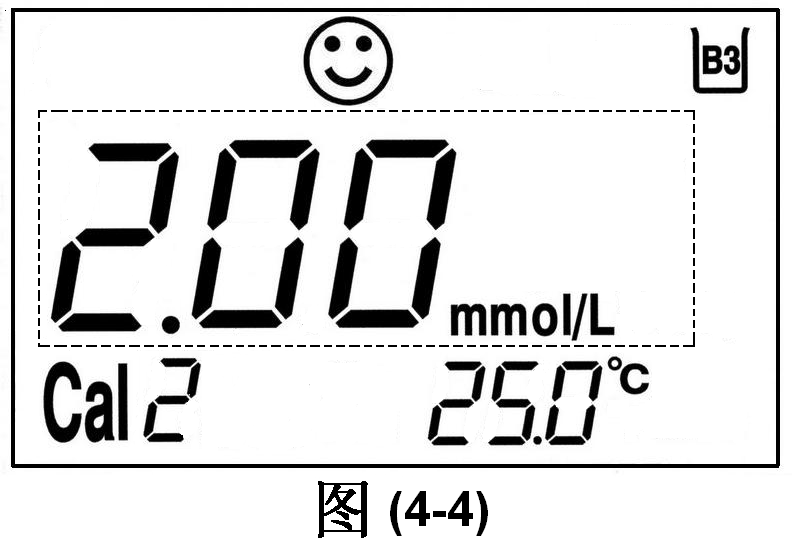 B3
2.00 mmol/L
Cal 2 25.0 °C
图 (4-4)